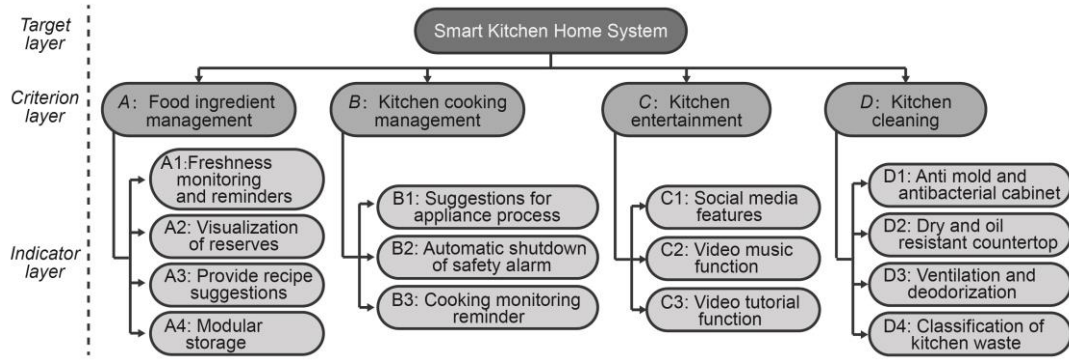 Target
layer
Smart Kitchen Home System
Criterion
layer
A: Food ingredient
management
B: Kitchen cooking
management
C: Kitchen
entertainment
D: Kitchen
cleaning
Indicator
layer
A1:Freshness
monitoring
and reminders
A2: Visualization
of reserves
A3: Provide recipe
suggestions
A4: Modular
storage
B1: Suggestions for
appliance process
B2: Automatic shutdown
of safety alarm
B3: Cooking monitoring
reminder
C1: Social media
features
C2: Video music
function
C3: Video tutorial
function
D1: Anti mold and
antibacterial cabinet
D2: Dry and oil
resistant countertop
D3: Ventilation and
deodorization
D4: Classification of
kitchen waste